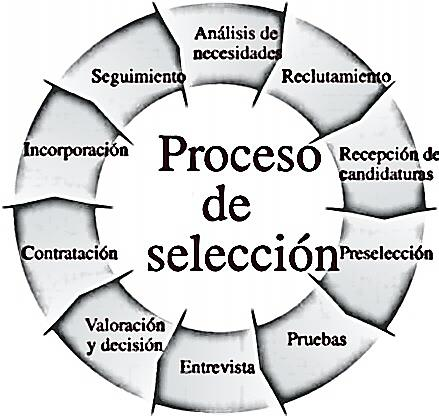 Análisis de
necesidades
Reclutamiento
Recepción de
candidaturas
Preselección
Pruebas
Entrevista
Valoración
y decisión
Contratación
Incorporación
Seguimiento
Proceso
de
selección